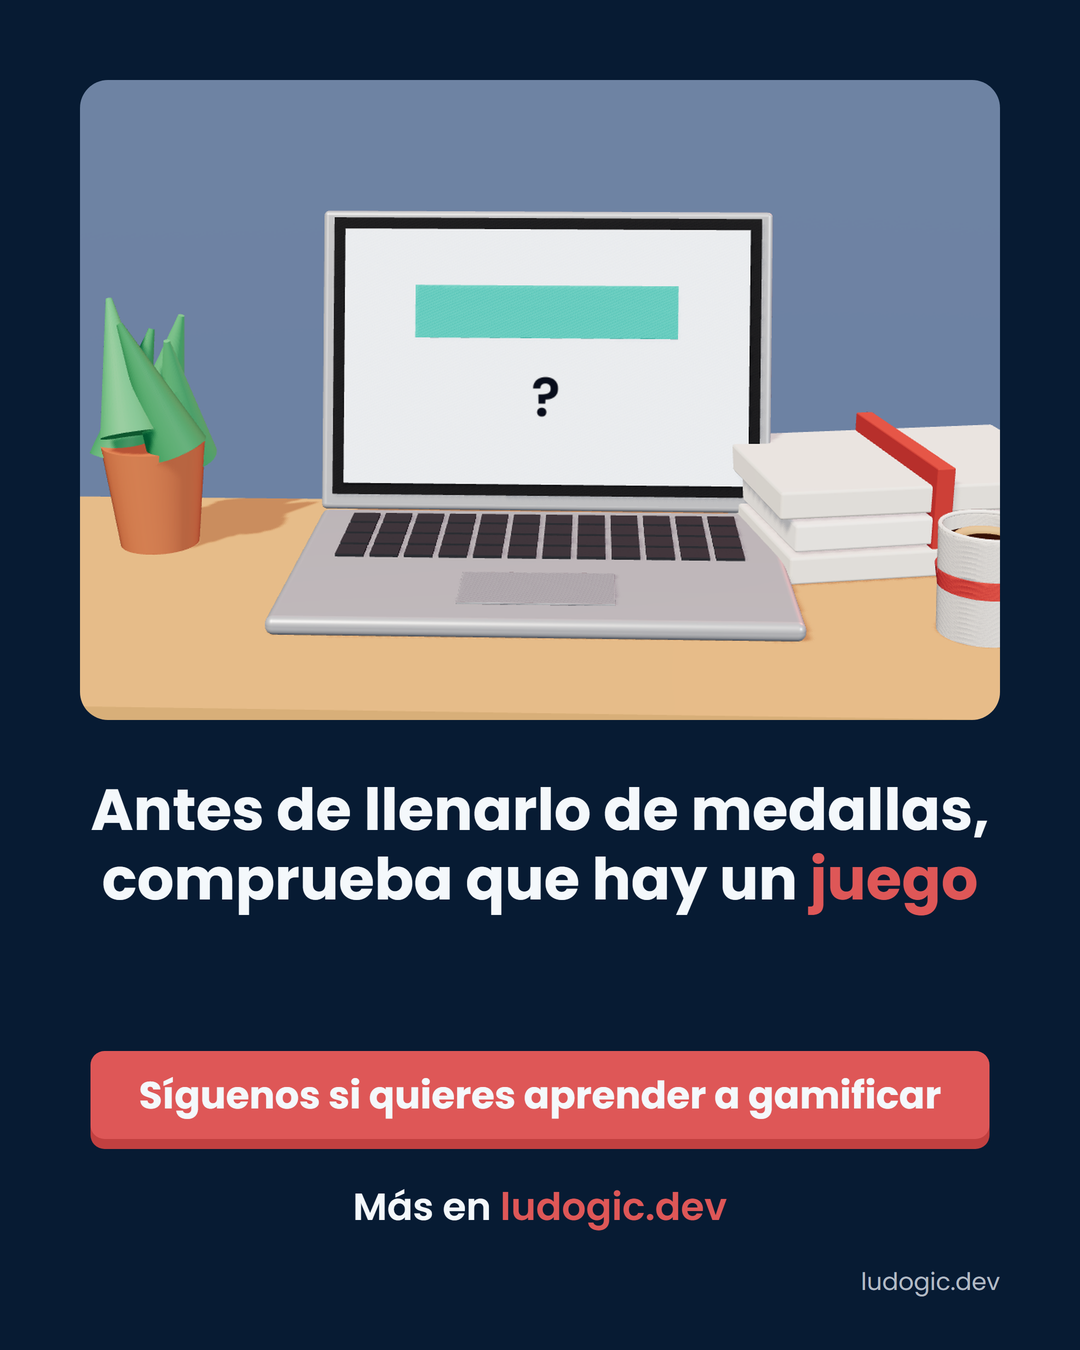 ?
Antes de llenarlo de medallas,
comprueba que hay un juego
Síguenos si quieres aprender a gamificar
Más en ludogic.dev
ludogic.dev